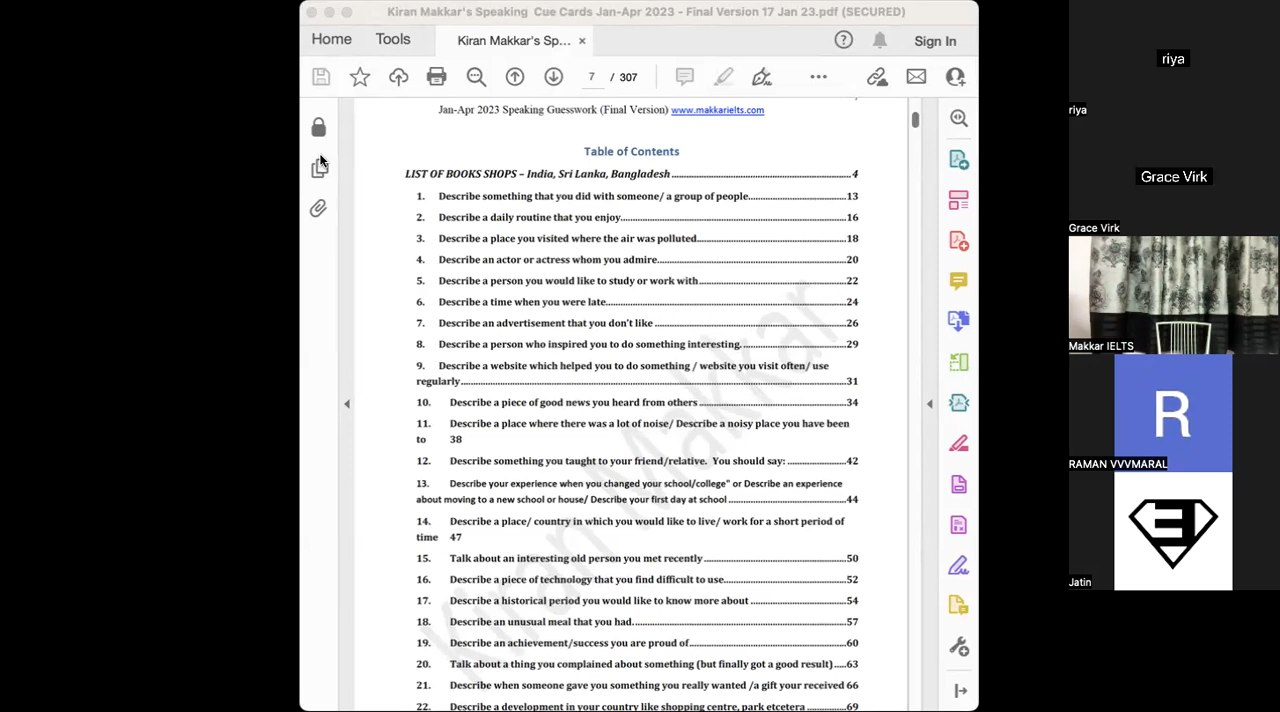 Kiran Makkar's Speaking Cue Cards Jan-Apr 2023 - Final Version 17 Jan 23.pdf (SECURED)
Home Tools Kiran Makkar's Sp... × Sign In
7 / 307
Jan-Apr 2023 Speaking Guesswork (Final Version) www.makkarielts.com
Table of Contents
LIST OF BOOKS SHOPS – India, Sri Lanka, Bangladesh 4
1. Describe something that you did with someone/ a group of people 13
2. Describe a daily routine that you enjoy 16
3. Describe a place you visited where the air was polluted 18
4. Describe an actor or actress whom you admire 20
5. Describe a person you would like to study or work with 22
6. Describe a time when you were late 24
7. Describe an advertisement that you don't like 26
8. Describe a person who inspired you to do something interesting. 29
9. Describe a website which helped you to do something / website you visit often/ use
regularly 31
10. Describe a piece of good news you heard from others 34
11. Describe a place where there was a lot of noise/ Describe a noisy place you have been
to 38
12. Describe something you taught to your friend/relative. You should say: 42
13. Describe your experience when you changed your school/college" or Describe an experience
about moving to a new school or house/ Describe your first day at school 44
14. Describe a place/ country in which you would like to live/ work for a short period of
time 47
15. Talk about an interesting old person you met recently 50
16. Describe a piece of technology that you find difficult to use 52
17. Describe a historical period you would like to know more about 54
18. Describe an unusual meal that you had. 57
19. Describe an achievement/success you are proud of 60
20. Talk about a thing you complained about something (but finally got a good result) 63
21. Describe when someone gave you something you really wanted /a gift your received 66
22. Describe a development in your country like shopping centre, park etcetera 69
Kiran Makkar
riya
riya
Grace Virk
Grace Virk
Makkar IELTS
R
RAMAN VVVMARAL
Jatin